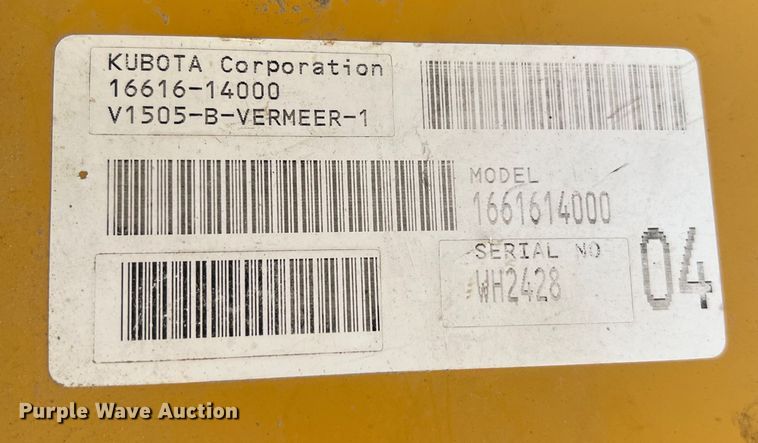 KUBOTA Corporation
16616-14000
V1505-B-VERMEER-1
MODEL
1661614000
SERIAL NO
WH2428
04
Purple Wave Auction